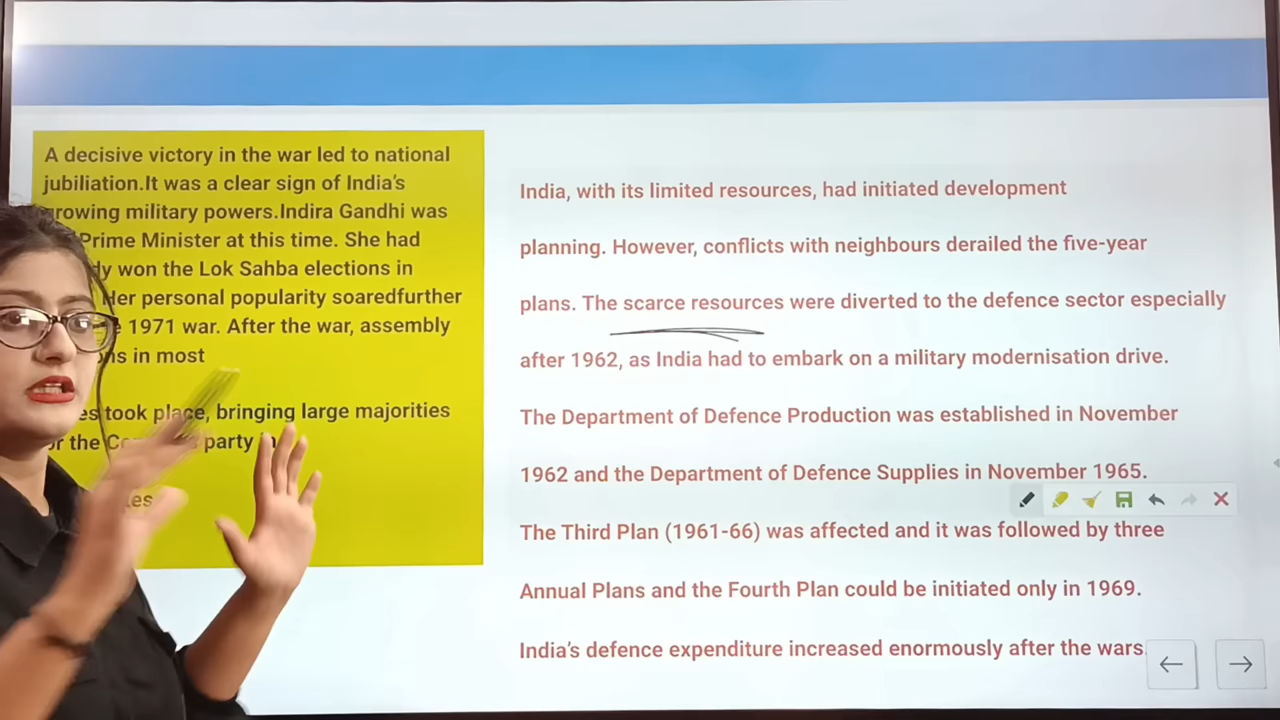 A decisive victory in the war led to national
jubiliation.It was a clear sign of India's
growing military powers.Indira Gandhi was
Prime Minister at this time. She had
won the Lok Sahba elections in
Her personal popularity soaredfurther
1971 war. After the war, assembly
in most
took place, bringing large majorities
the party
India, with its limited resources, had initiated development
planning. However, conflicts with neighbours derailed the five-year
plans. The scarce resources were diverted to the defence sector especially
after 1962, as India had to embark on a military modernisation drive.
The Department of Defence Production was established in November
1962 and the Department of Defence Supplies in November 1965.
The Third Plan (1961-66) was affected and it was followed by three
Annual Plans and the Fourth Plan could be initiated only in 1969.
India's defence expenditure increased enormously after the wars